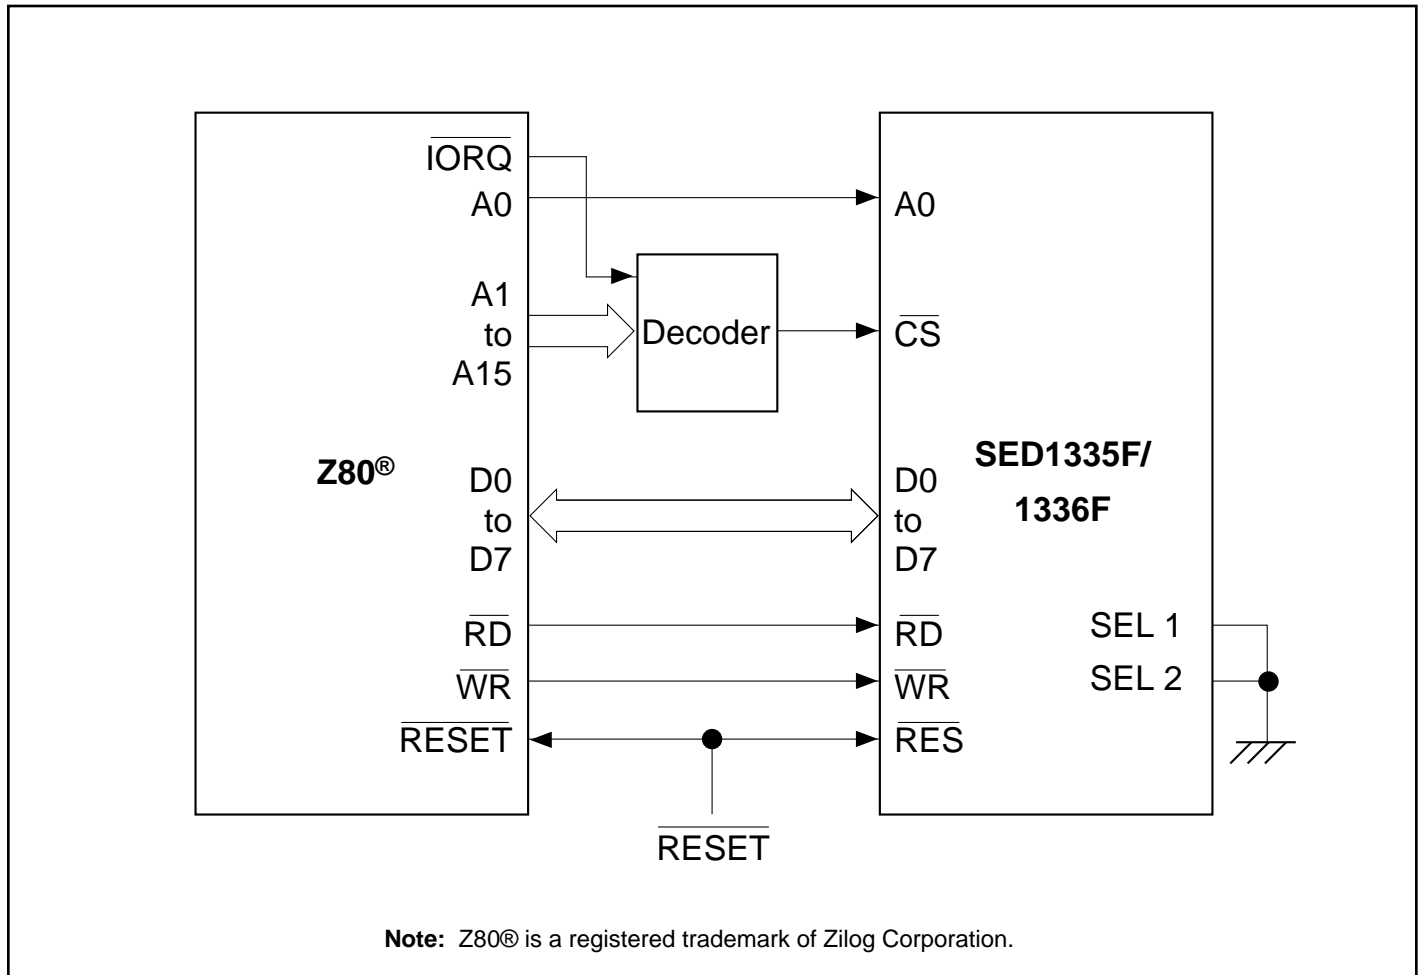 IORQ
A0
A1
to
A15
Z80®
D0
to
D7
RD
WR
RESET
Decoder
RESET
A0
CS
SED1335F/
1336F
D0
to
D7
RD
WR
RES
SEL 1
SEL 2
Note: Z80® is a registered trademark of Zilog Corporation.